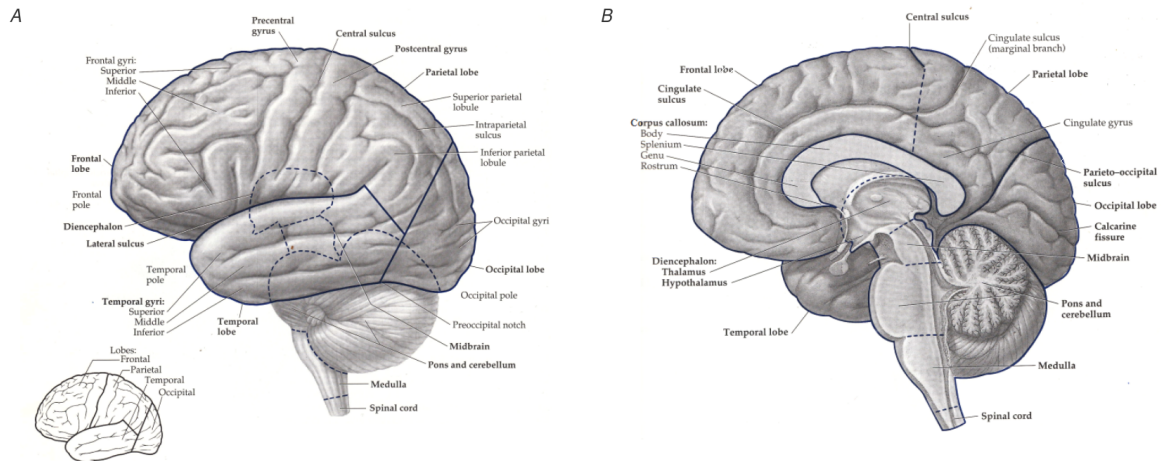 A
Precentral
gyrus
Central sulcus
Postcentral gyrus
Parietal lobe
Superior parietal
lobule
Intraparietal
sulcus
Inferior parietal
lobule
Frontal gyri:
Superior
Middle
Inferior
Frontal
lobe
Frontal
pole
Diencephalon
Lateral sulcus
Temporal
pole
Temporal gyri:
Superior
Middle
Inferior
Temporal
lobe
Occipital gyri
Occipital lobe
Occipital pole
Preoccipital notch
Midbrain
Pons and cerebellum
Medulla
Spinal cord
Lobes:
Frontal
Parietal
Temporal
Occipital
B
Central sulcus
Cingulate sulcus
(marginal branch)
Parietal lobe
Frontal lobe
Cingulate
sulcus
Corpus callosum:
Body
Splenium
Genu
Rostrum
Cingulate gyrus
Parieto–occipital
sulcus
Occipital lobe
Calcarine
fissure
Midbrain
Diencephalon:
Thalamus
Hypothalamus
Pons and
cerebellum
Temporal lobe
Medulla
Spinal cord